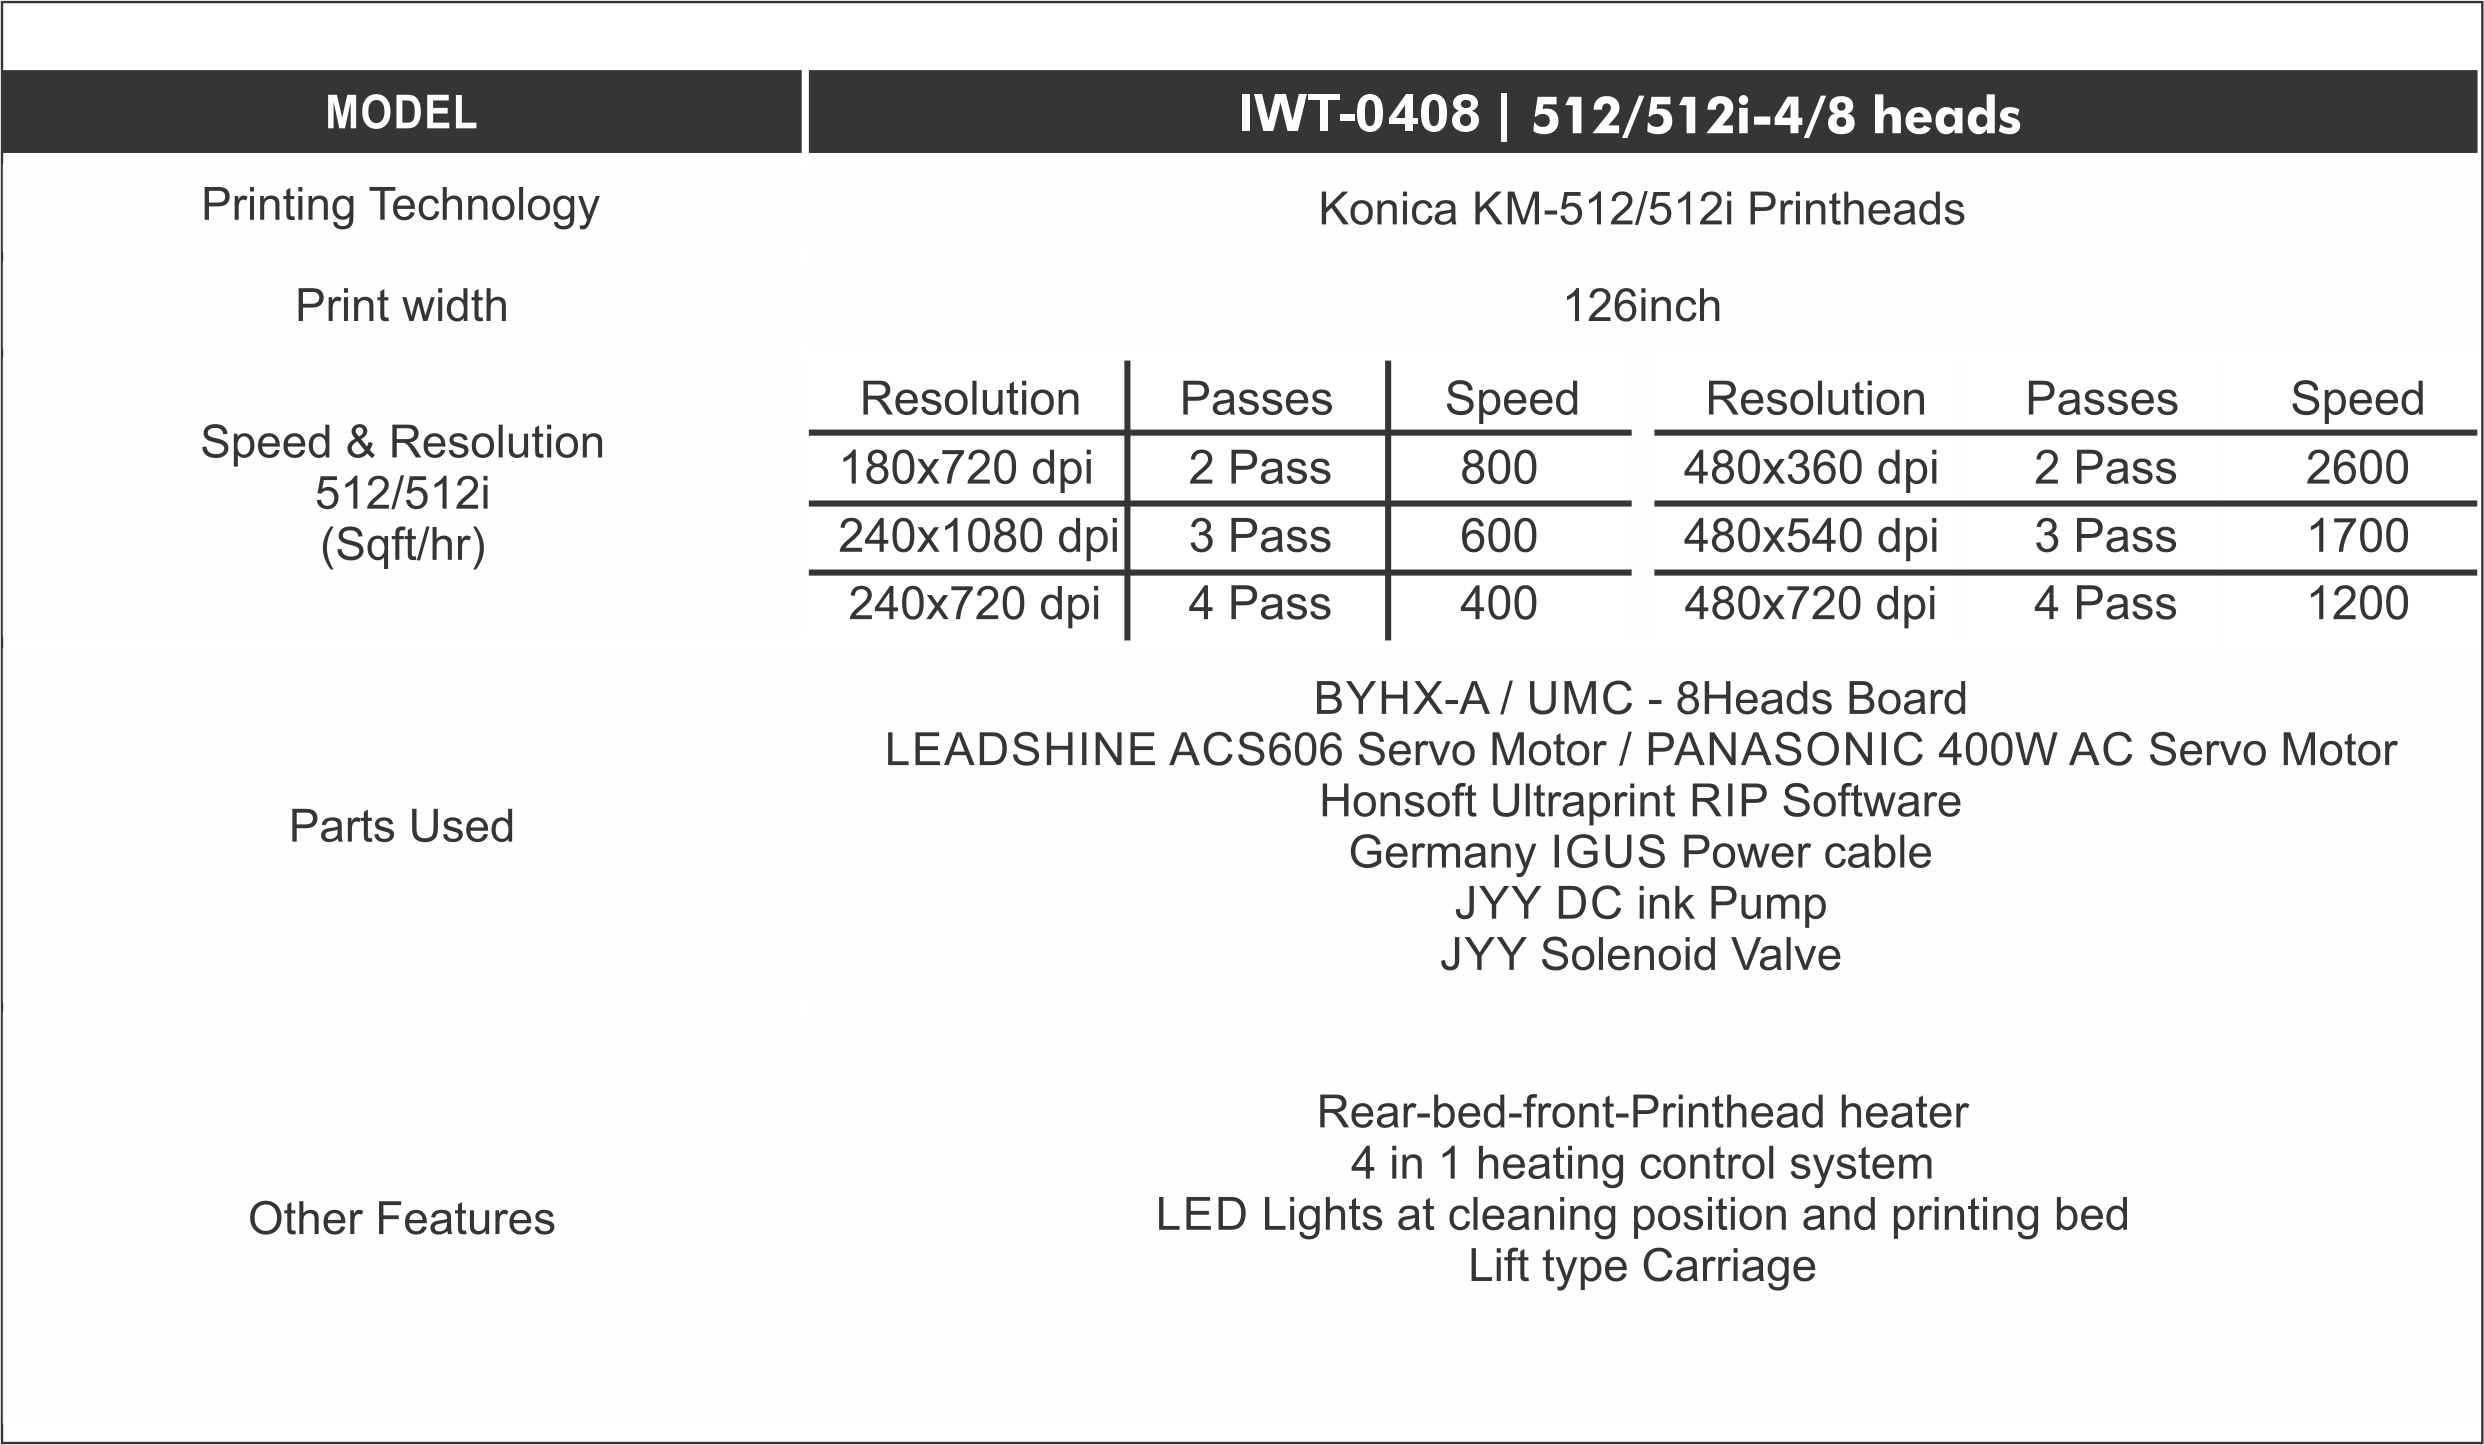 MODEL
IWT-0408 | 512/512i-4/8 heads
Printing Technology
Konica KM-512/512i Printheads
Print width
126inch
Speed & Resolution
512/512i
(Sqft/hr)
Resolution Passes Speed Resolution Passes Speed
180x720 dpi 2 Pass 800 480x360 dpi 2 Pass 2600
240x1080 dpi 3 Pass 600 480x540 dpi 3 Pass 1700
240x720 dpi 4 Pass 400 480x720 dpi 4 Pass 1200
Parts Used
BYHX-A / UMC - 8Heads Board
LEADSHINE ACS606 Servo Motor / PANASONIC 400W AC Servo Motor
Honsoft Ultraprint RIP Software
Germany IGUS Power cable
JYY DC ink Pump
JYY Solenoid Valve
Other Features
Rear-bed-front-Printhead heater
4 in 1 heating control system
LED Lights at cleaning position and printing bed
Lift type Carriage